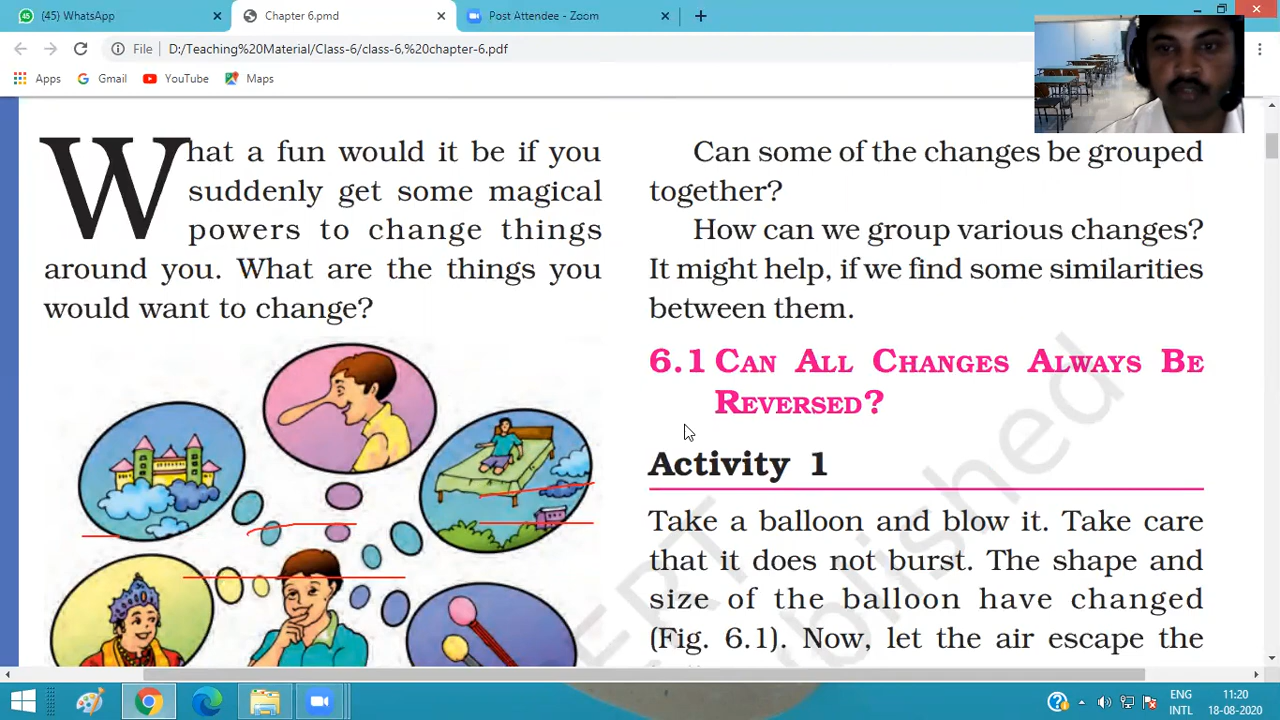 (45) WhatsApp
Chapter 6.pmd
Post Attendee - Zoom
File
D:/Teaching%20Material/Class-6/class-6.%20chapter-6.pdf
Apps
Gmail
YouTube
Maps
What a fun would it be if you
suddenly get some magical
powers to change things
around you. What are the things you
would want to change?
Can some of the changes be grouped
together?
How can we group various changes?
It might help, if we find some similarities
between them.
6.1 CAN ALL CHANGES ALWAYS BE
REVERSED?
Activity 1
Take a balloon and blow it. Take care
that it does not burst. The shape and
size of the balloon have changed
(Fig. 6.1). Now, let the air escape the
ENG
INTL
11:20
18-08-2020